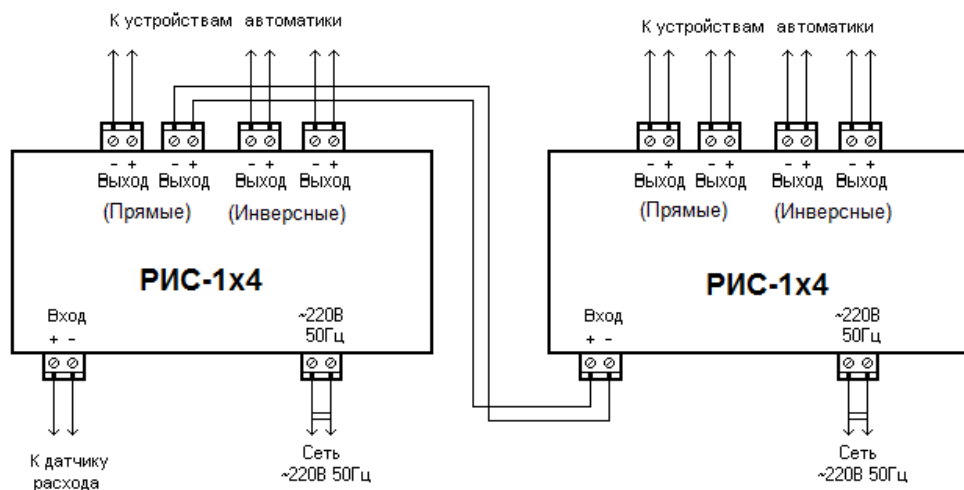 К устройствам автоматики
К устройствам автоматики
- + - + - + - +
Выход Выход Выход Выход
(Прямые) (Инверсные)
РИС-1х4
Вход ~220В
+ - 50Гц
- + - + - + - +
Выход Выход Выход Выход
(Прямые) (Инверсные)
РИС-1х4
Вход ~220В
+ - 50Гц
К датчику
расхода
Сеть
~220В 50Гц
Сеть
~220В 50Гц